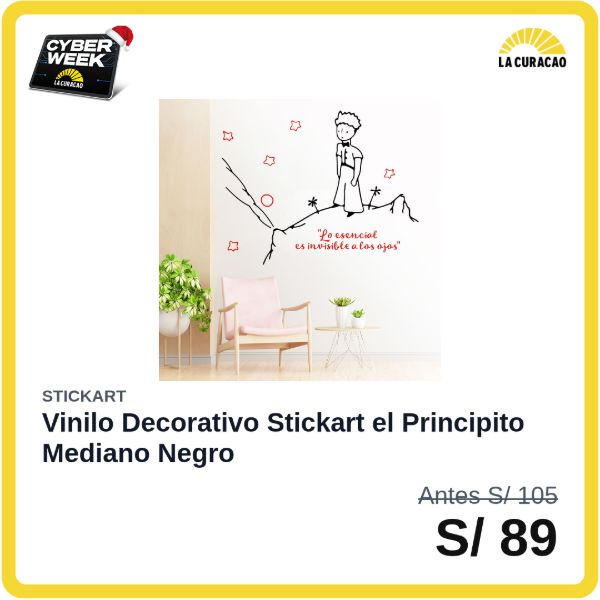 CYBER
WEEK
LA CURACAO
LA CURACAO
"Lo esencial
es invisible a los ojos"
STICKART
Vinilo Decorativo Stickart el Principito
Mediano Negro
Antes S/ 105
S/ 89